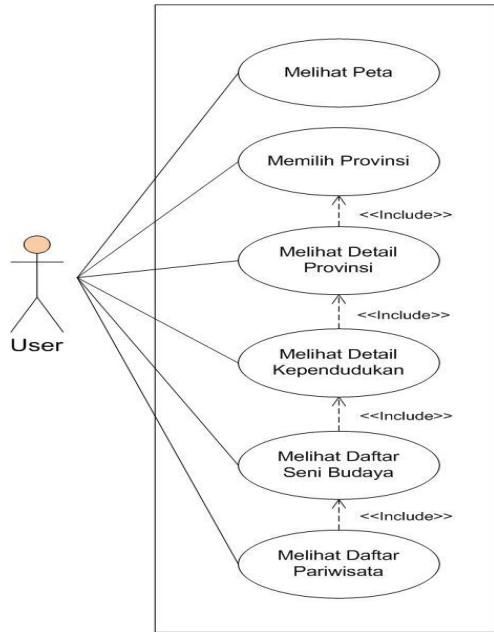 Melihat Peta
Memilih Provinsi
<<Include>>
Melihat Detail
Provinsi
<<Include>>
Melihat Detail
Kependudukan
<<Include>>
Melihat Daftar
Seni Budaya
<<Include>>
Melihat Daftar
Pariwisata
User